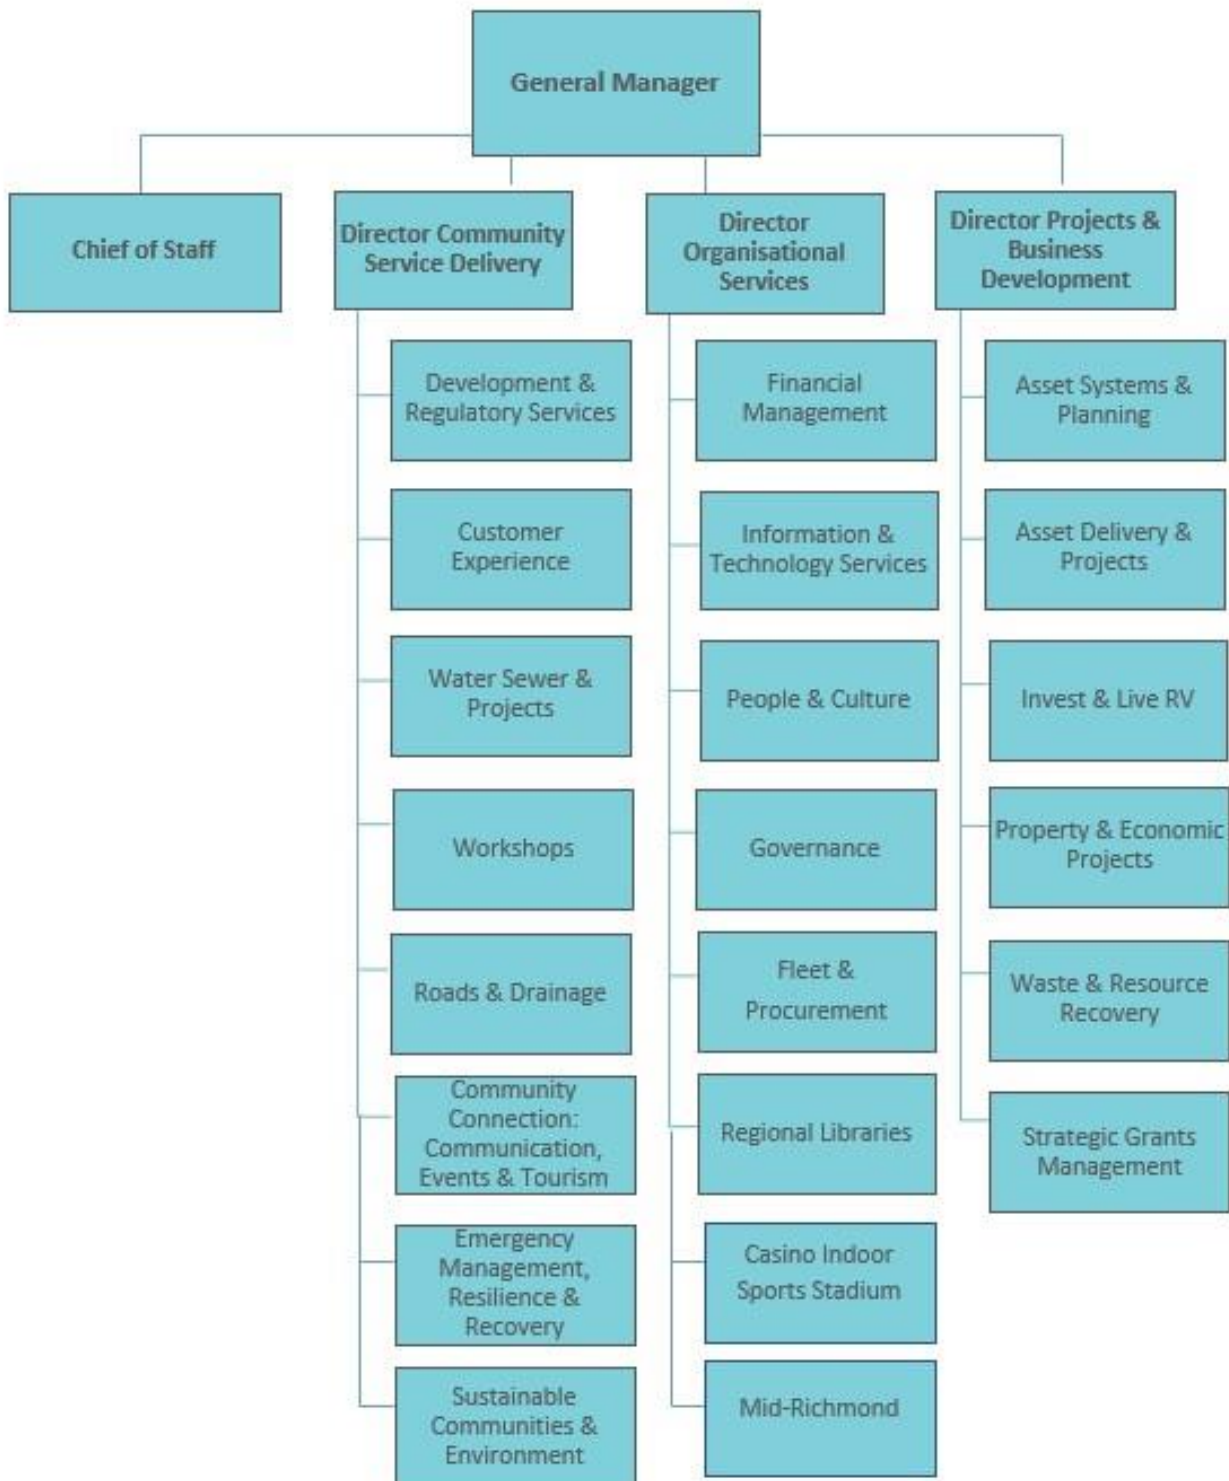 General Manager
Chief of Staff
Director Community
Service Delivery
Director
Organisational
Services
Director Projects &
Business
Development
Development &
Regulatory Services
Customer
Experience
Water Sewer &
Projects
Workshops
Roads & Drainage
Community
Connection:
Communication,
Events & Tourism
Emergency
Management,
Resilience &
Recovery
Sustainable
Communities &
Environment
Financial
Management
Information &
Technology Services
People & Culture
Governance
Fleet &
Procurement
Regional Libraries
Casino Indoor
Sports Stadium
Mid-Richmond
Asset Systems &
Planning
Asset Delivery &
Projects
Invest & Live RV
Property & Economic
Projects
Waste & Resource
Recovery
Strategic Grants
Management